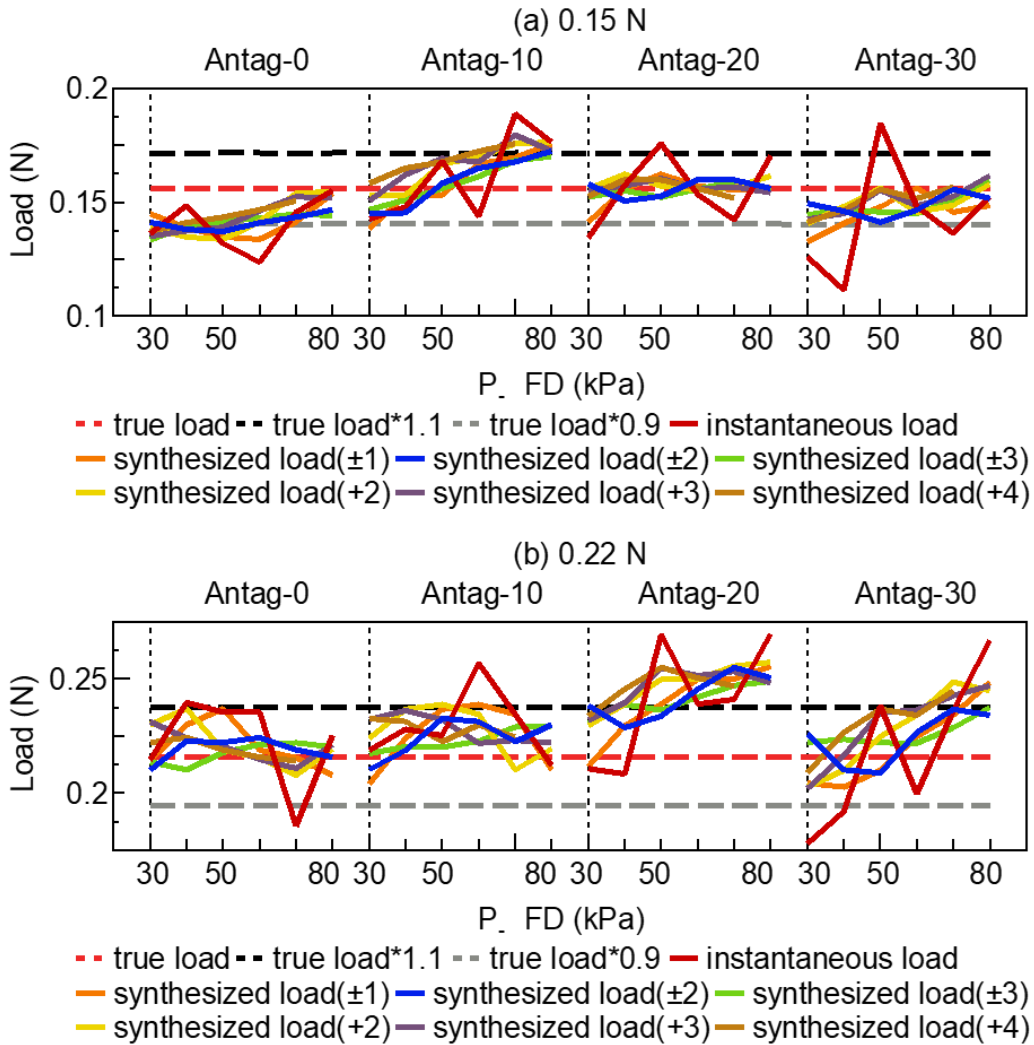 (a) 0.15 N
Antag-0 Antag-10 Antag-20 Antag-30
0.2
0.15
0.1
Load (N)
30 50 80 30 50 80 30 50 80 30 50 80
P_ FD (kPa)
true load true load*1.1 true load*0.9 instantaneous load
synthesized load(±1) synthesized load(±2) synthesized load(±3)
synthesized load(+2) synthesized load(+3) synthesized load(+4)
(b) 0.22 N
Antag-0 Antag-10 Antag-20 Antag-30
0.25
0.2
Load (N)
30 50 80 30 50 80 30 50 80 30 50 80
P_ FD (kPa)
true load true load*1.1 true load*0.9 instantaneous load
synthesized load(±1) synthesized load(±2) synthesized load(±3)
synthesized load(+2) synthesized load(+3) synthesized load(+4)